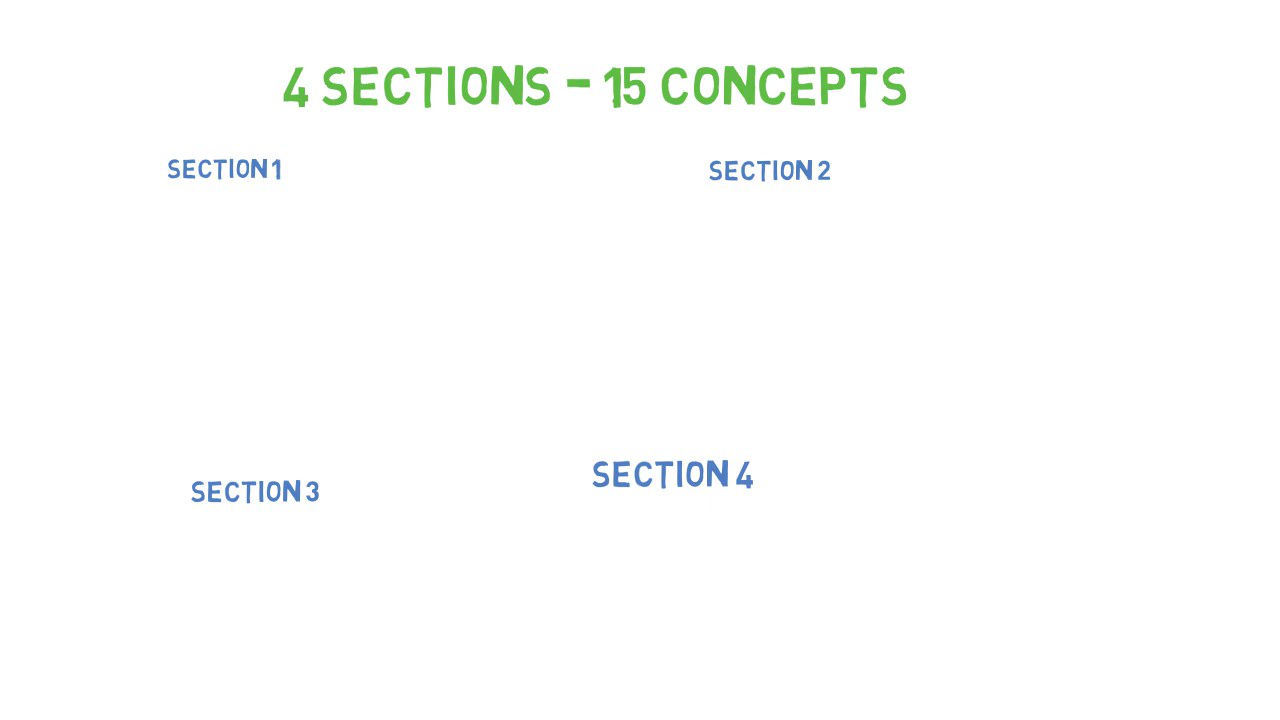 4 SECTIONS - 15 CONCEPTS
SECTION 1
SECTION 2
SECTION 3
SECTION 4